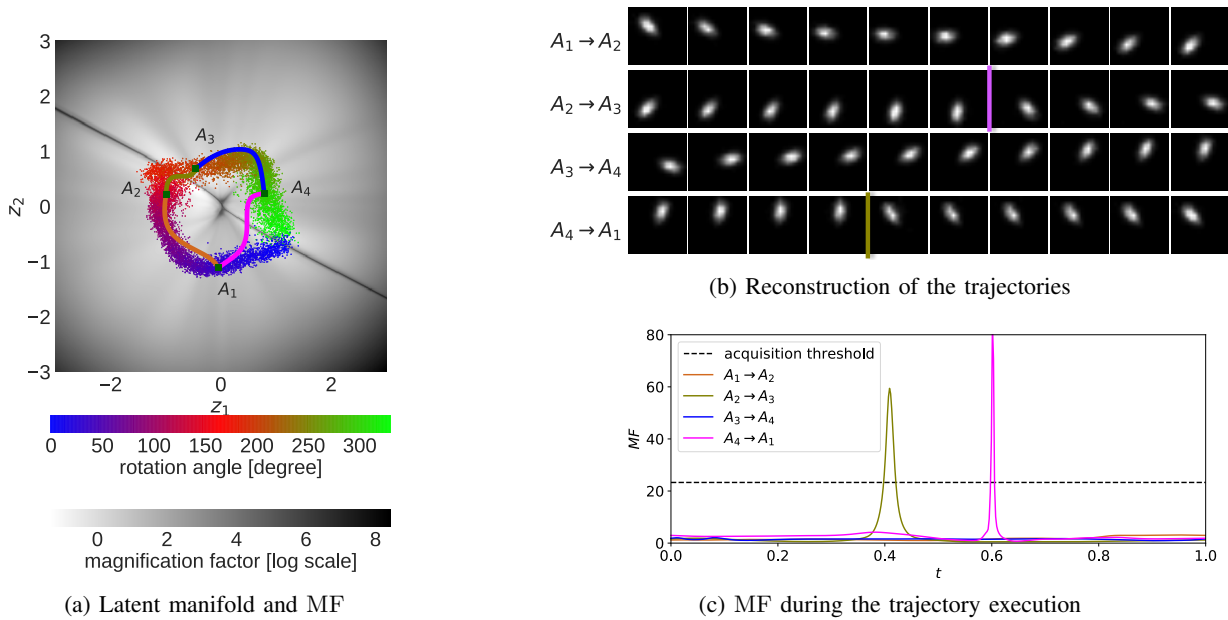 3
2
1
0
−1
−2
−3
z₂
A₃
A₂
A₄
A₁
−2
0
2
z₁
0 50 100 150 200 250 300
rotation angle [degree]
0 2 4 6 8
magnification factor [log scale]
(a) Latent manifold and MF
A₁ → A₂
A₂ → A₃
A₃ → A₄
A₄ → A₁
(b) Reconstruction of the trajectories
80
60
40
20
0
MF
acquisition threshold
A₁ → A₂
A₂ → A₃
A₃ → A₄
A₄ → A₁
0.0 0.2 0.4 0.6 0.8 1.0
t
(c) MF during the trajectory execution